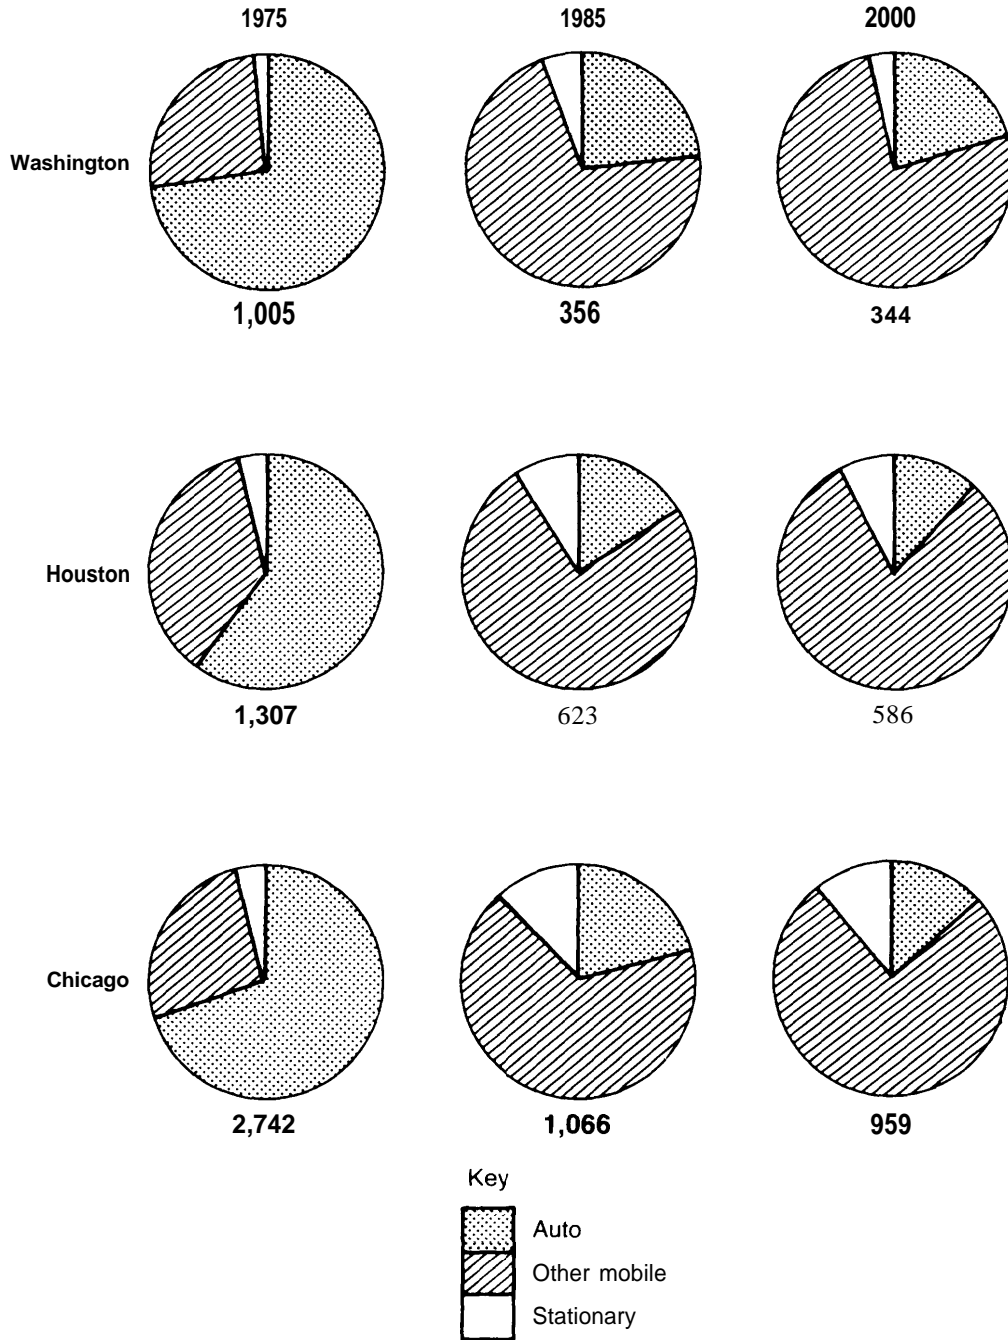 1975 1985 2000
Washington
1,005 356 344
Houston
1,307 623 586
Chicago
2,742 1,066 959
Key
Auto
Other mobile
Stationary